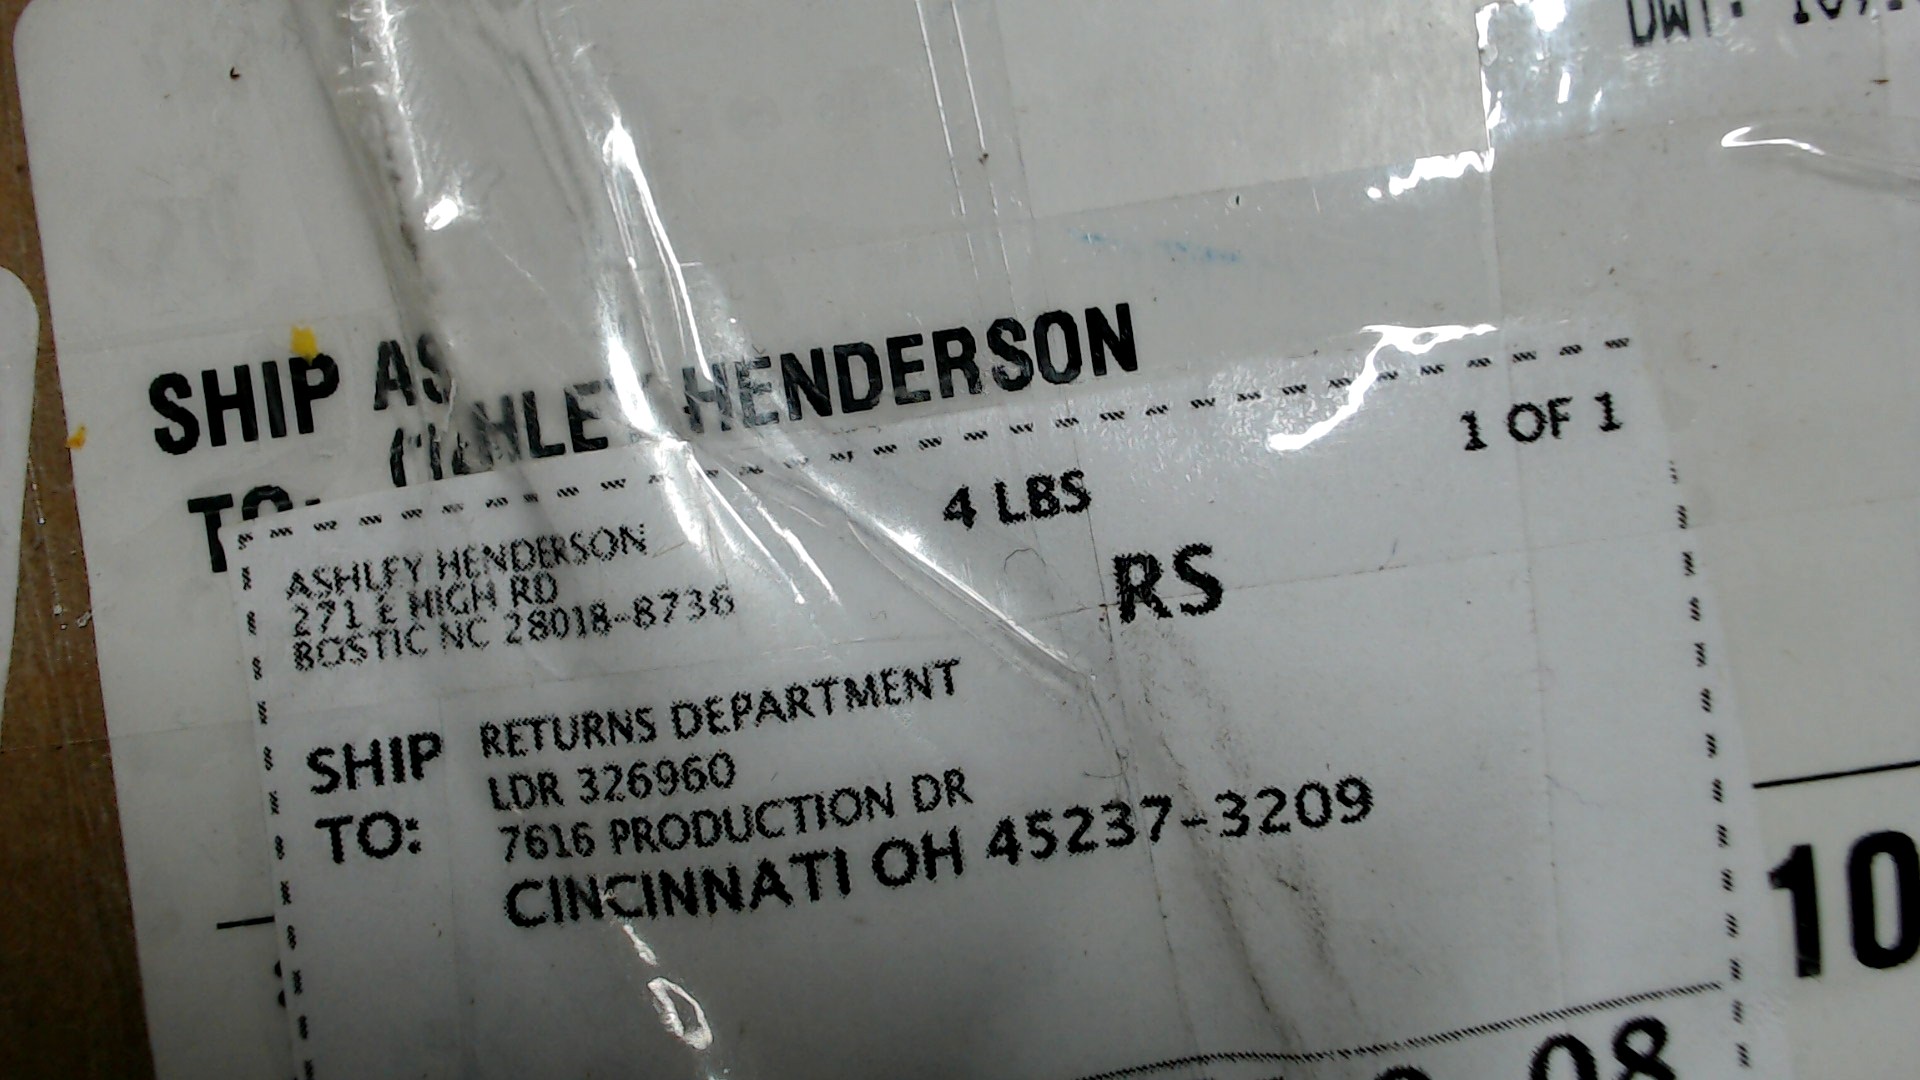 SHIP
TO:
HENDERSON
1 OF 1
4 LBS
RS
ASHLEY HENDERSON
271 E HIGH RD
BOSTIC NC 28018-8736
SHIP
TO:
RETURNS DEPARTMENT
LDR 326960
7616 PRODUCTION DR
CINCINNATI OH 45237-3209
10